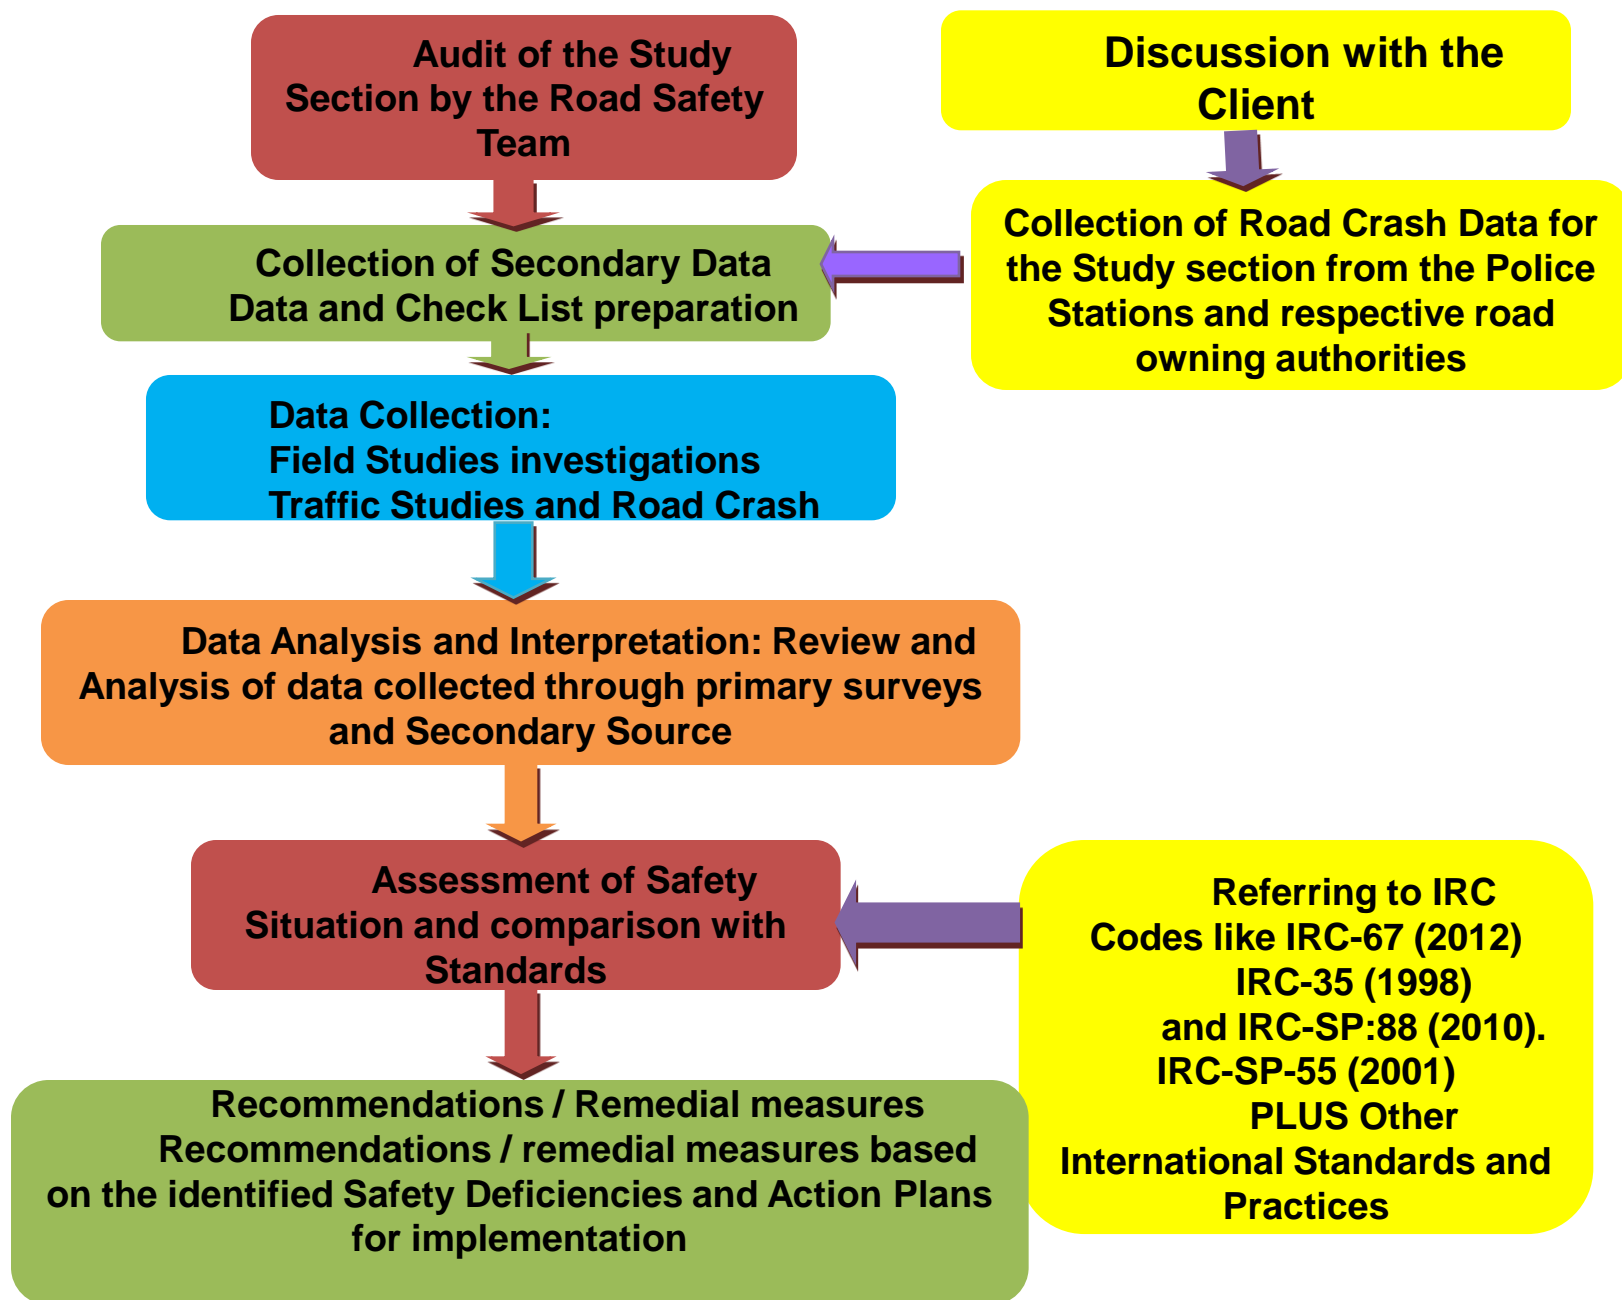 Audit of the Study
Section by the Road Safety
Team
Discussion with the
Client
Collection of Secondary Data
Data and Check List preparation
Collection of Road Crash Data for
the Study section from the Police
Stations and respective road
owning authorities
Data Collection:
Field Studies investigations
Traffic Studies and Road Crash
Data Analysis and Interpretation: Review and
Analysis of data collected through primary surveys
and Secondary Source
Assessment of Safety
Situation and comparison with
Standards
Referring to IRC
Codes like IRC-67 (2012)
IRC-35 (1998)
and IRC-SP:88 (2010).
IRC-SP-55 (2001)
PLUS Other
International Standards and
Practices
Recommendations / Remedial measures
Recommendations / remedial measures based
on the identified Safety Deficiencies and Action Plans
for implementation